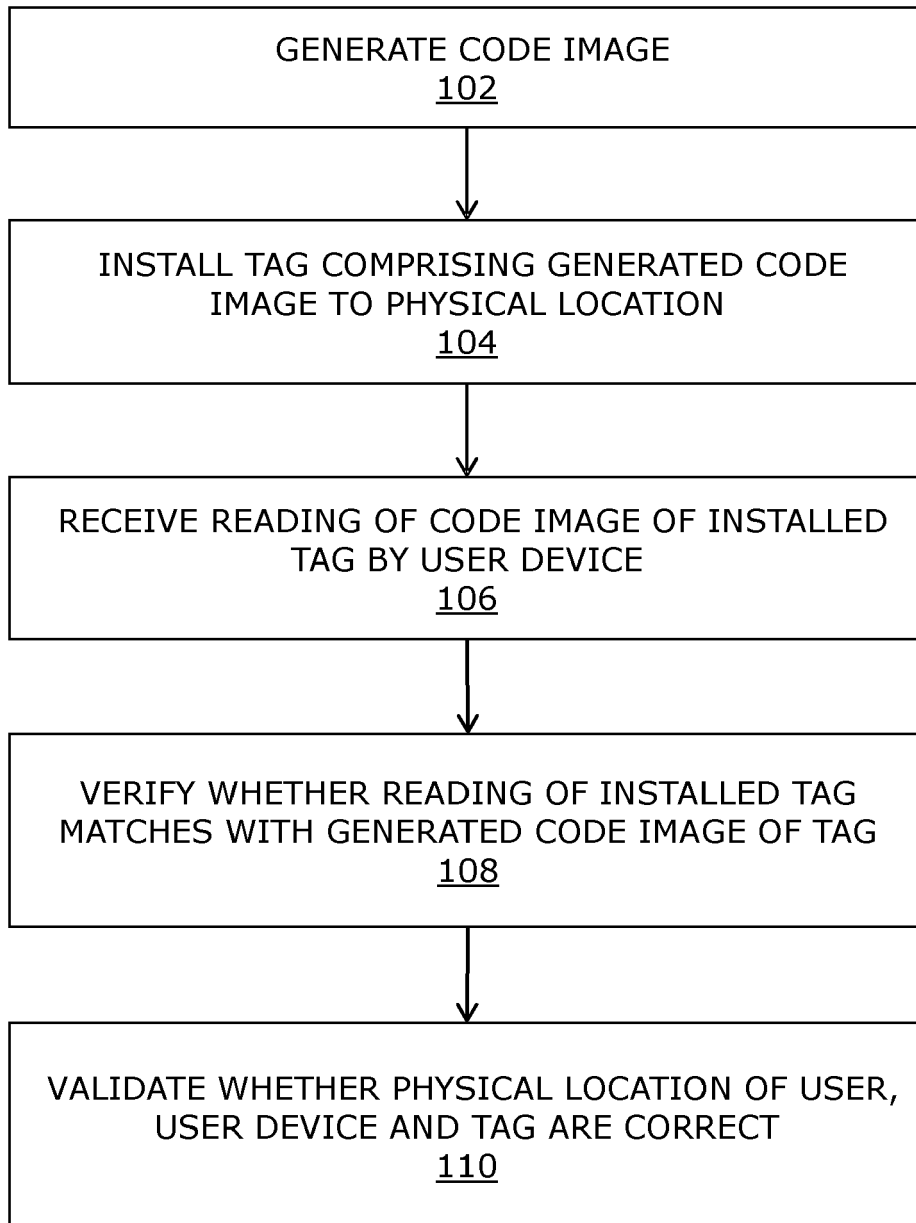 GENERATE CODE IMAGE
102
INSTALL TAG COMPRISING GENERATED CODE
IMAGE TO PHYSICAL LOCATION
104
RECEIVE READING OF CODE IMAGE OF INSTALLED
TAG BY USER DEVICE
106
VERIFY WHETHER READING OF INSTALLED TAG
MATCHES WITH GENERATED CODE IMAGE OF TAG
108
VALIDATE WHETHER PHYSICAL LOCATION OF USER,
USER DEVICE AND TAG ARE CORRECT
110